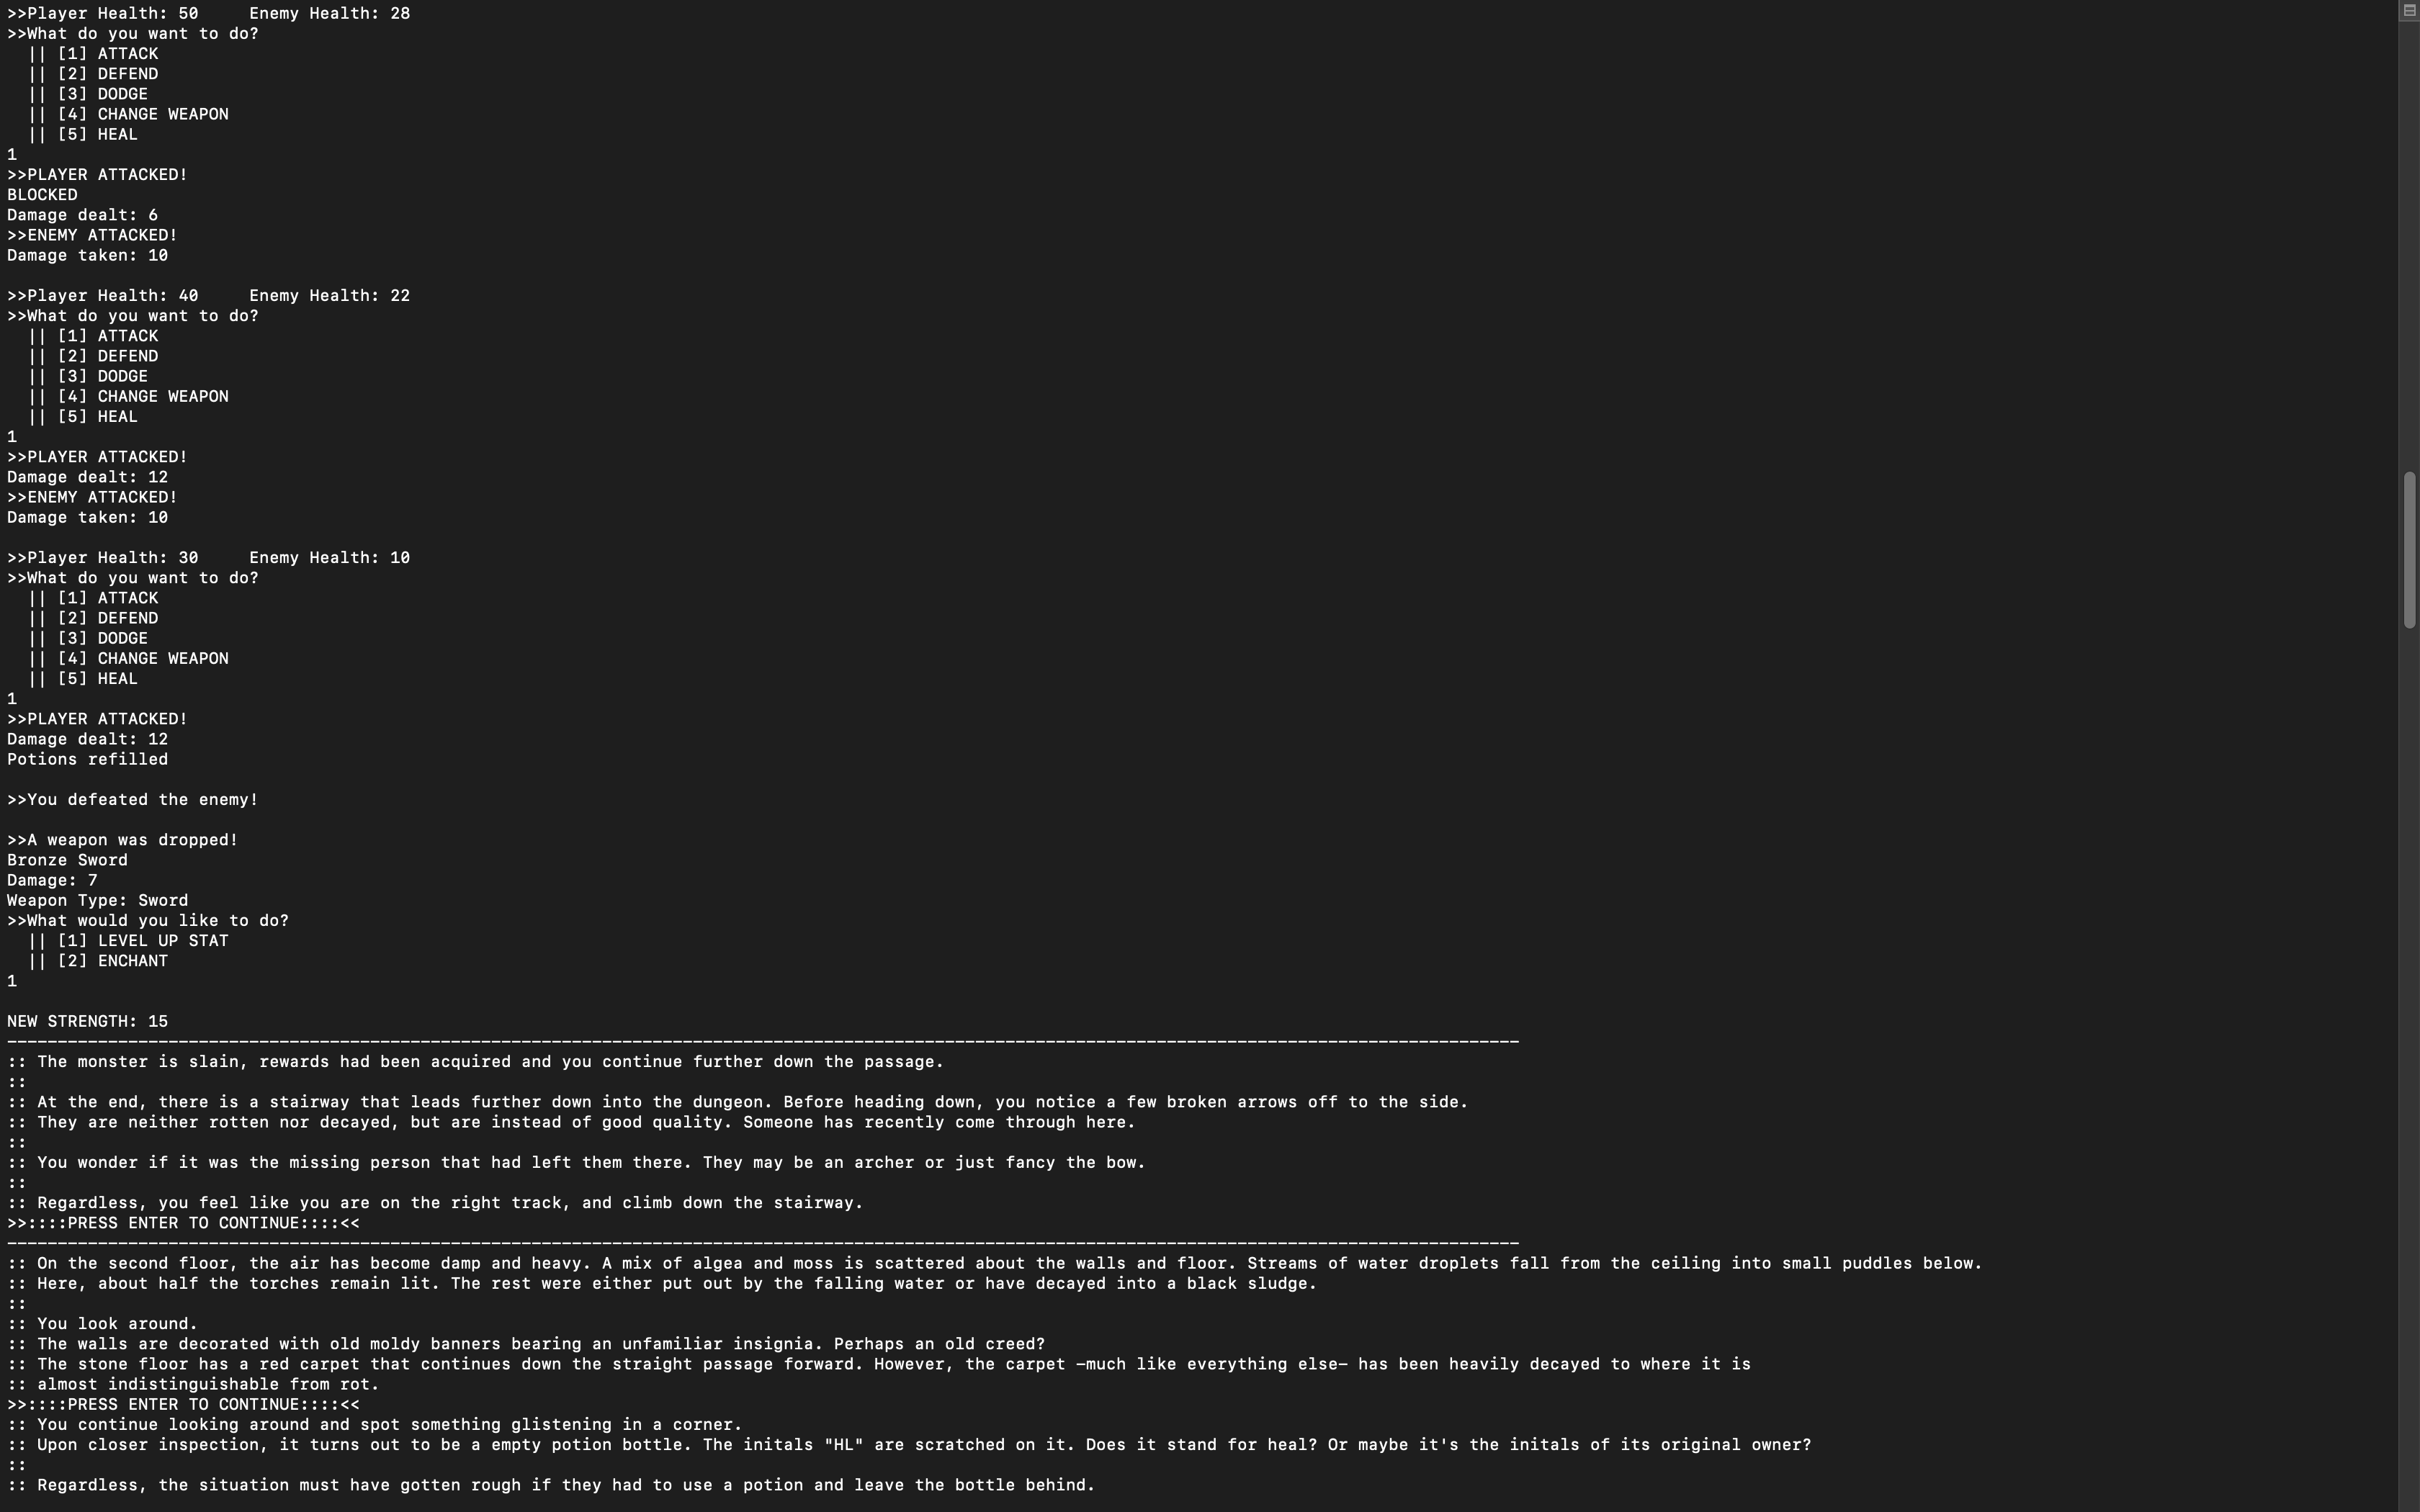 >>Player Health: 50     Enemy Health: 28
>>What do you want to do?
  || [1] ATTACK
  || [2] DEFEND
  || [3] DODGE
  || [4] CHANGE WEAPON
  || [5] HEAL
1
>>PLAYER ATTACKED!
BLOCKED
Damage dealt: 6
>>ENEMY ATTACKED!
Damage taken: 10

>>Player Health: 40     Enemy Health: 22
>>What do you want to do?
  || [1] ATTACK
  || [2] DEFEND
  || [3] DODGE
  || [4] CHANGE WEAPON
  || [5] HEAL
1
>>PLAYER ATTACKED!
Damage dealt: 12
>>ENEMY ATTACKED!
Damage taken: 10

>>Player Health: 30     Enemy Health: 10
>>What do you want to do?
  || [1] ATTACK
  || [2] DEFEND
  || [3] DODGE
  || [4] CHANGE WEAPON
  || [5] HEAL
1
>>PLAYER ATTACKED!
Damage dealt: 12
Potions refilled

>>You defeated the enemy!

>>A weapon was dropped!
Bronze Sword
Damage: 7
Weapon Type: Sword
>>What would you like to do?
  || [1] LEVEL UP STAT
  || [2] ENCHANT
1

NEW STRENGTH: 15
------------------------------------------------------------------------------------------------------------------------------------------------------
:: The monster is slain, rewards had been acquired and you continue further down the passage.
::
:: At the end, there is a stairway that leads further down into the dungeon. Before heading down, you notice a few broken arrows off to the side.
:: They are neither rotten nor decayed, but are instead of good quality. Someone has recently come through here.
::
:: You wonder if it was the missing person that had left them there. They may be an archer or just fancy the bow.
::
:: Regardless, you feel like you are on the right track, and climb down the stairway.
>>::::PRESS ENTER TO CONTINUE::::<<
------------------------------------------------------------------------------------------------------------------------------------------------------
:: On the second floor, the air has become damp and heavy. A mix of algea and moss is scattered about the walls and floor. Streams of water droplets fall from the ceiling into small puddles below.
:: Here, about half the torches remain lit. The rest were either put out by the falling water or have decayed into a black sludge.
::
:: You look around.
:: The walls are decorated with old moldy banners bearing an unfamiliar insignia. Perhaps an old creed?
:: The stone floor has a red carpet that continues down the straight passage forward. However, the carpet -much like everything else- has been heavily decayed to where it is
:: almost indistinguishable from rot.
>>::::PRESS ENTER TO CONTINUE::::<<
:: You continue looking around and spot something glistening in a corner.
:: Upon closer inspection, it turns out to be a empty potion bottle. The initals "HL" are scratched on it. Does it stand for heal? Or maybe it's the initals of its original owner?
::
:: Regardless, the situation must have gotten rough if they had to use a potion and leave the bottle behind.